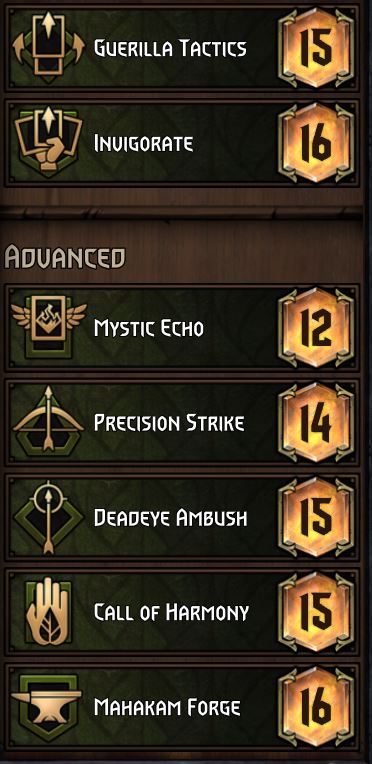 Guerilla Tactics 15
Invigorate 16
Advanced
Mystic Echo 12
Precision Strike 14
Deadeye Ambush 15
Call of Harmony 15
Mahakam Forge 16